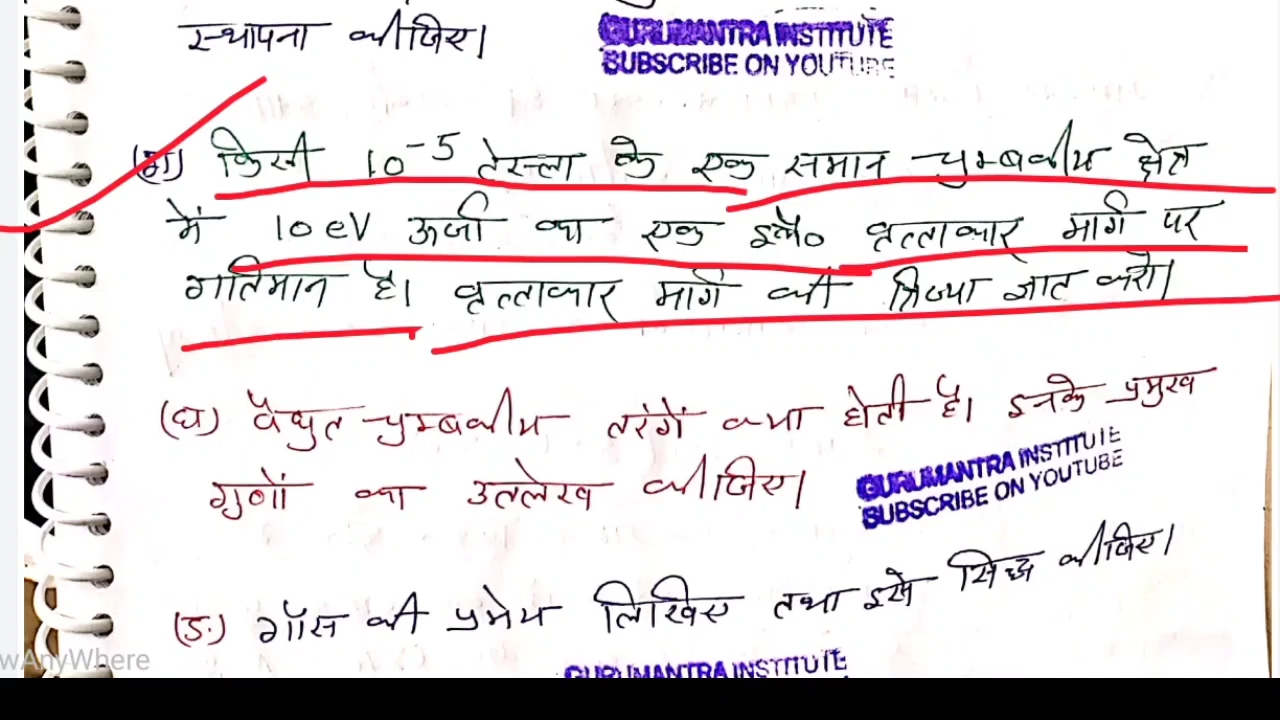 स्थापना कीजिए।
GURUMANTRA INSTITUTE
SUBSCRIBE ON YOUTUBE
(ग) किसी 10⁻⁵ टेस्ला के एक समान चुम्बकीय क्षेत्र
में 10 eV ऊर्जा का एक इले० वृत्ताकार मार्ग पर
गतिमान है। वृत्ताकार मार्ग की त्रिज्या ज्ञात करो।
(घ) वैद्युत चुम्बकीय तरंगें क्या होती है। इनके प्रमुख
गुणों का उल्लेख कीजिए।
GURUMANTRA INSTITUTE
SUBSCRIBE ON YOUTUBE
(ङ) गॉस की प्रमेय लिखिए तथा इसे सिद्ध कीजिए।
wAnyWhere
GURUMANTRA INSTITUTE